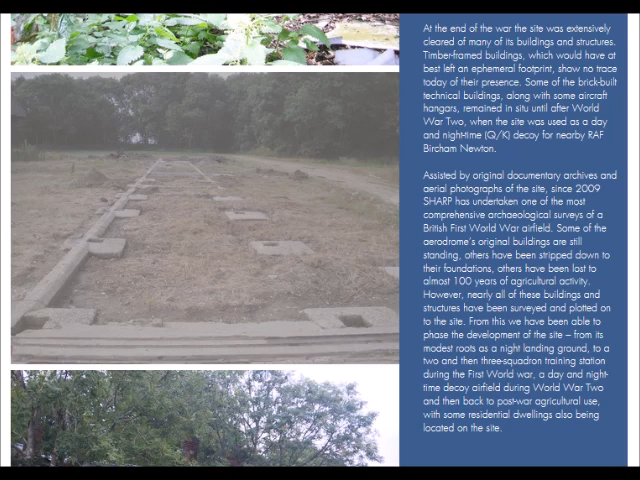 At the end of the war the site was extensively
cleared of many of its buildings and structures.
Timber-framed buildings, which would have at
best left an ephemeral footprint, show no trace
today of their presence. Some of the brick-built
technical buildings, along with some aircraft
hangars, remained in situ until after World
War Two, when the site was used as a day
and night-time (Q/K) decoy for nearby RAF
Bircham Newton.
Assisted by original documentary archives and
aerial photographs of the site, since 2009
SHARP has undertaken one of the most
comprehensive archaeological surveys of a
British First World War airfield. Some of the
aerodrome's original buildings are still
standing, others have been stripped down to
their foundations, others have been lost to
almost 100 years of agricultural activity.
However, nearly all of these buildings and
structures have been surveyed and plotted on
to the site. From this we have been able to
phase the development of the site – from its
modest roots as a night landing ground, to a
two and then three-squadron training station
during the First World war, a day and night-
time decoy airfield during World War Two
and then back to post-war agricultural use,
with some residential dwellings also being
located on the site.